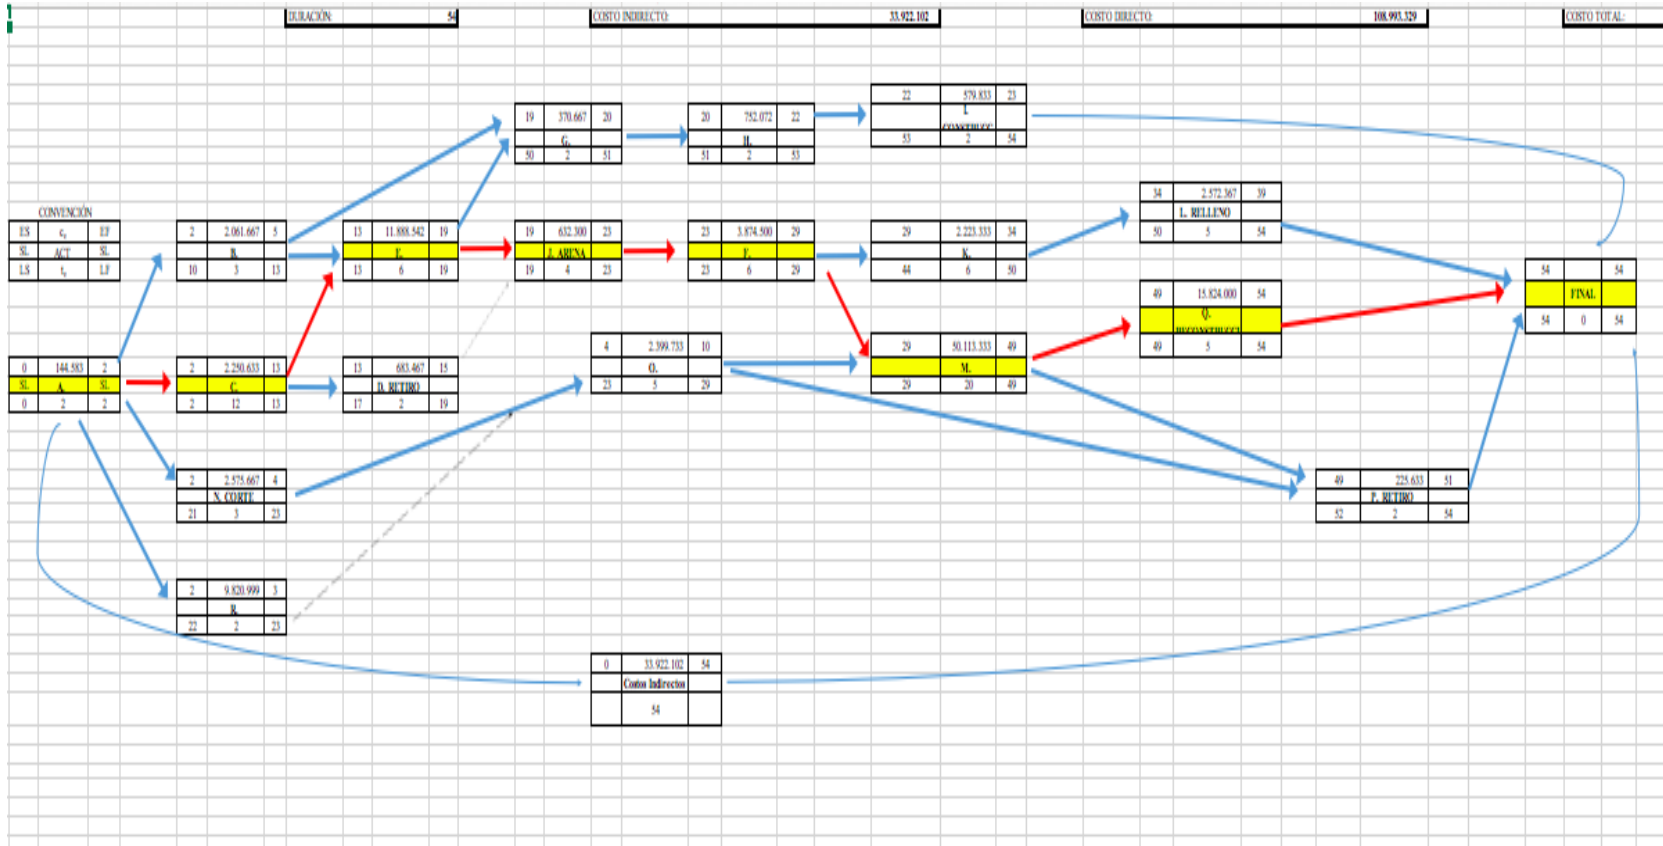 DURACIÓN: 54 COSTO INDIRECTO: 33.922.102 COSTO DIRECTO: 108.993.329 COSTO TOTAL:
22 579.833 23
I.
53 2 54
19 370.667 20
G.
50 2 51
20 752.072 22
H.
51 2 53
34 2.572.367 39
L. RELLENO
50 5 54
CONVENCIÓN
ES EF
SL ACT SL
LS LF
2 2.061.667 5
B.
10 3 13
13 11.888.542 19
E.
13 6 19
19 632.300 23
J. ARENA
19 4 23
23 3.874.500 29
F.
23 6 29
29 2.223.333 34
K.
44 6 50
49 15.824.000 54
Q.
49 5 54
54 54
FINAL
54 0 54
0 144.583 2
SL A. SL
0 2 2
2 2.250.633 13
C.
2 12 13
13 683.467 15
D. RETIRO
17 2 19
4 2.399.733 10
O.
23 5 29
29 50.113.333 49
M.
29 20 49
2 2.575.667 4
N. CORTE
21 3 23
49 225.633 51
P. RETIRO
52 2 54
2 9.820.999 3
R.
22 2 23
0 33.922.102 54
Costos Indirectos
54